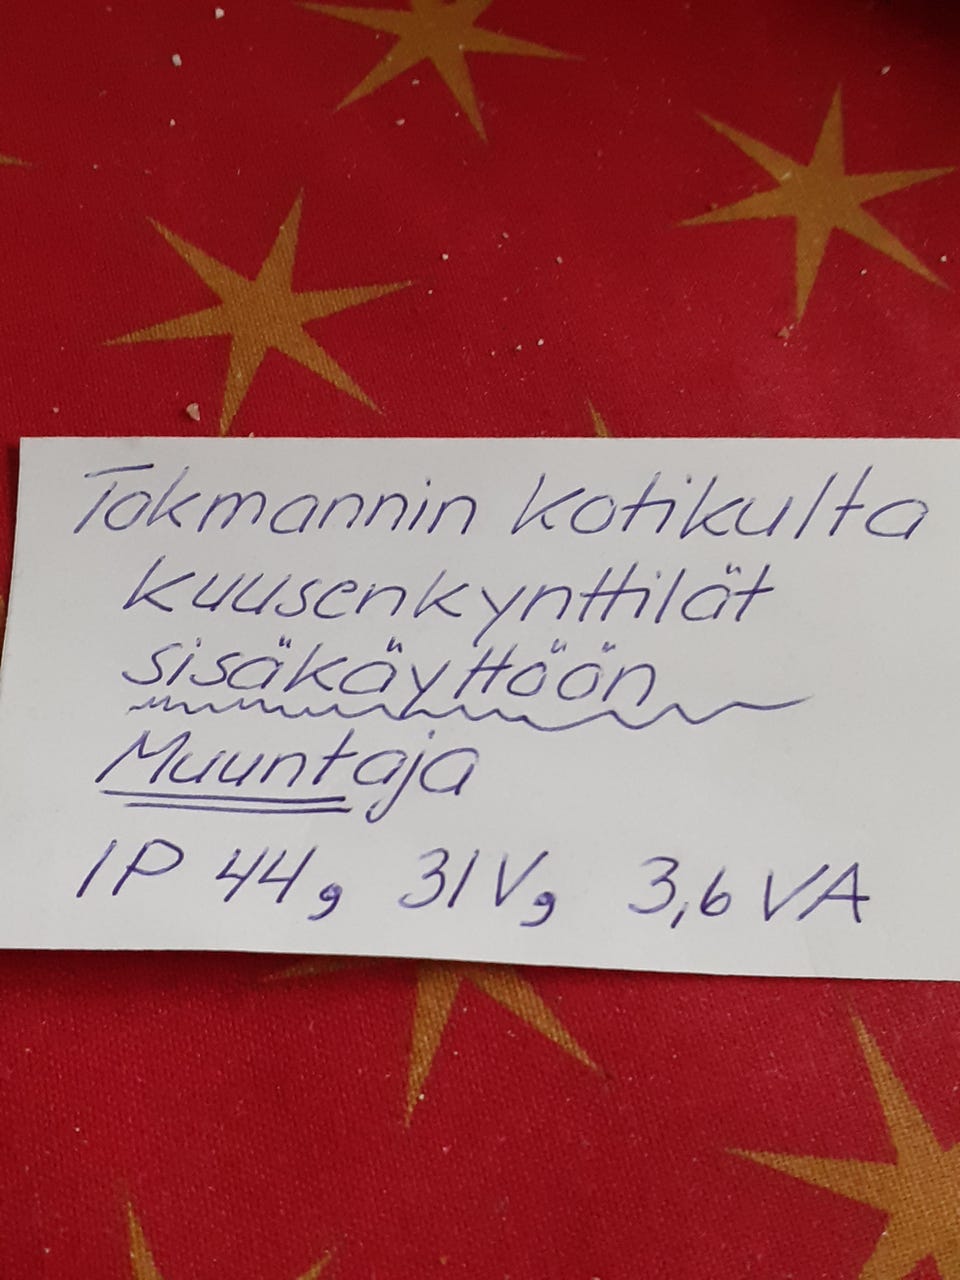 Tokmannin kotikulta
kuusenkynttilät
sisäkäyttöön
Muuntaja
IP 44, 31V, 3,6 VA